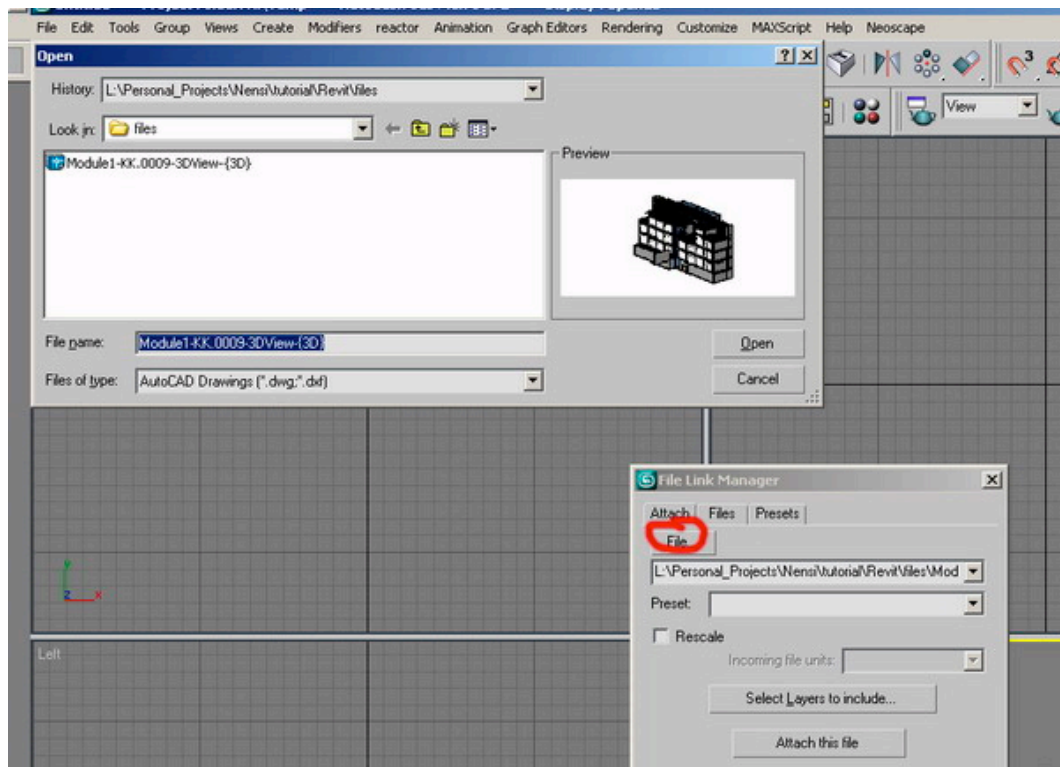 File Edit Tools Group Views Create Modifiers reactor Animation Graph Editors Rendering Customize MAXScript Help Neoscape
Open
History: L:\Personal_Projects\Nensi\tutorial\Revit\files
Look in: files
Module1-KK.0009-3DView-{3D}
Preview
File name: Module1-KK.0009-3DView-{3D}
Open
Files of type: AutoCAD Drawings (*.dwg;*.dxf)
Cancel
View
3
File Link Manager
Attach Files Presets
File
L:\Personal_Projects\Nensi\tutorial\Revit\files\Mod
Preset:
Rescale
Incoming file units:
Select Layers to include...
Attach this file
y
z x
Left